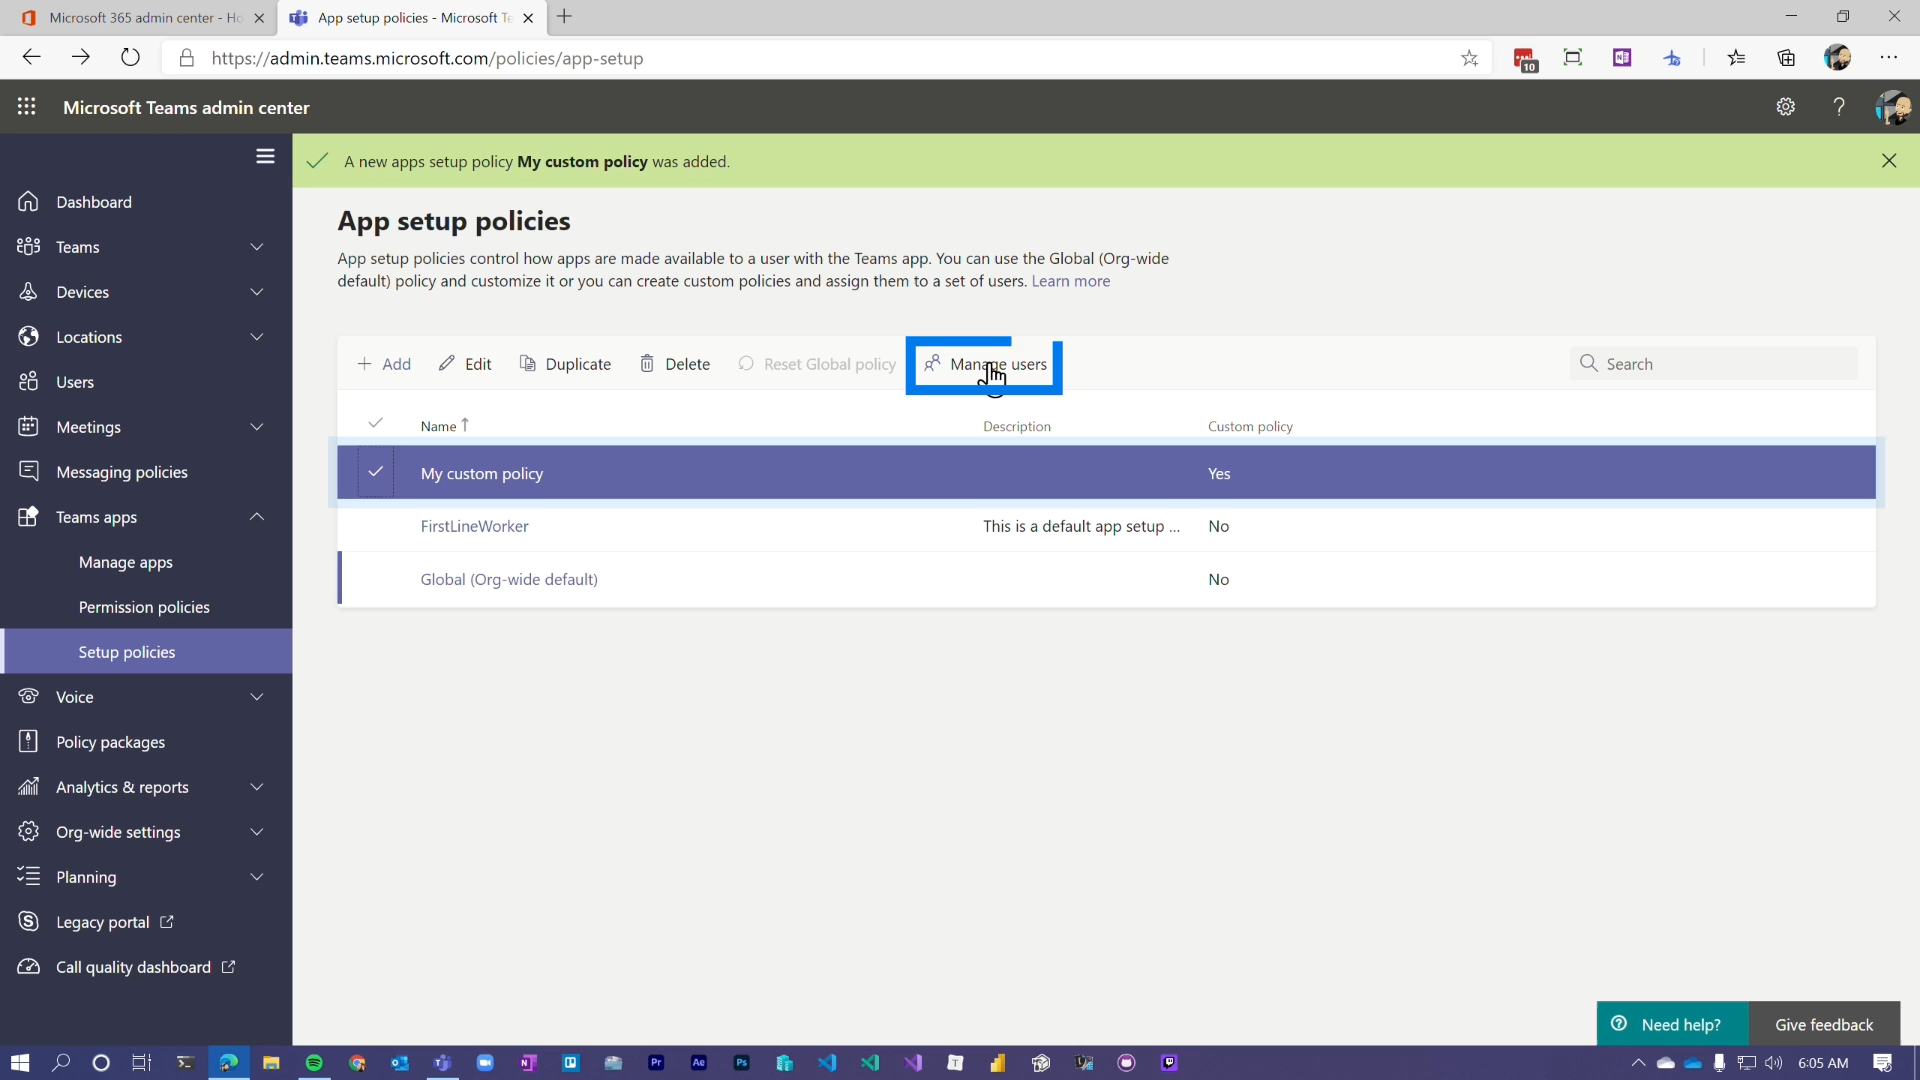 Microsoft 365 admin center - Ho
App setup policies - Microsoft Te
https://admin.teams.microsoft.com/policies/app-setup
10
Microsoft Teams admin center
A new apps setup policy My custom policy was added.
Dashboard
Teams
Devices
Locations
Users
Meetings
Messaging policies
Teams apps
Manage apps
Permission policies
Setup policies
Voice
Policy packages
Analytics & reports
Org-wide settings
Planning
Legacy portal
Call quality dashboard
App setup policies
App setup policies control how apps are made available to a user with the Teams app. You can use the Global (Org-wide
default) policy and customize it or you can create custom policies and assign them to a set of users. Learn more
Add Edit Duplicate Delete Reset Global policy Manage users Search
Name Description Custom policy
My custom policy Yes
FirstLineWorker This is a default app setup ... No
Global (Org-wide default) No
Need help? Give feedback
Pr Ae Ps
6:05 AM